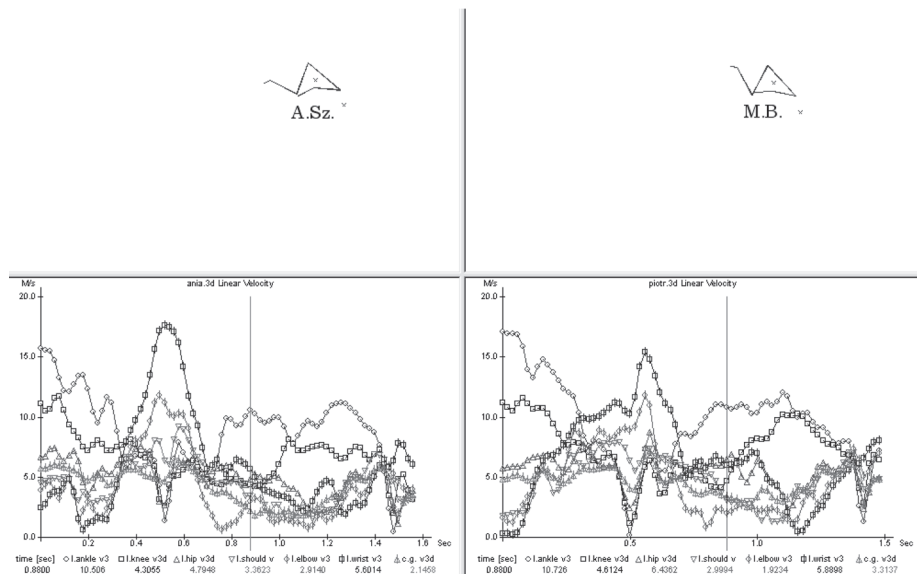 A.Sz.
M.B.
M/s
ania.3d Linear Velocity
20.0
15.0
10.0
5.0
0.0
0.2
0.4
0.6
0.8
1.0
1.2
1.4
1.6
Sec
time [sec] l.ankle v3 l.knee v3d l.hip v3d l.should v l.elbow v3 l.wrist v3 c.g. v3d
0.8800 10.506 4.3055 4.7948 3.3623 2.9140 5.6014 2.1468
M/s
piotr.3d Linear Velocity
20.0
15.0
10.0
5.0
0.0
0.5
1.0
1.5
Sec
time [sec] l.ankle v3 l.knee v3d l.hip v3d l.should v l.elbow v3 l.wrist v3 c.g. v3d
0.8800 10.726 4.6124 6.4362 2.9994 1.9234 5.8898 3.3137